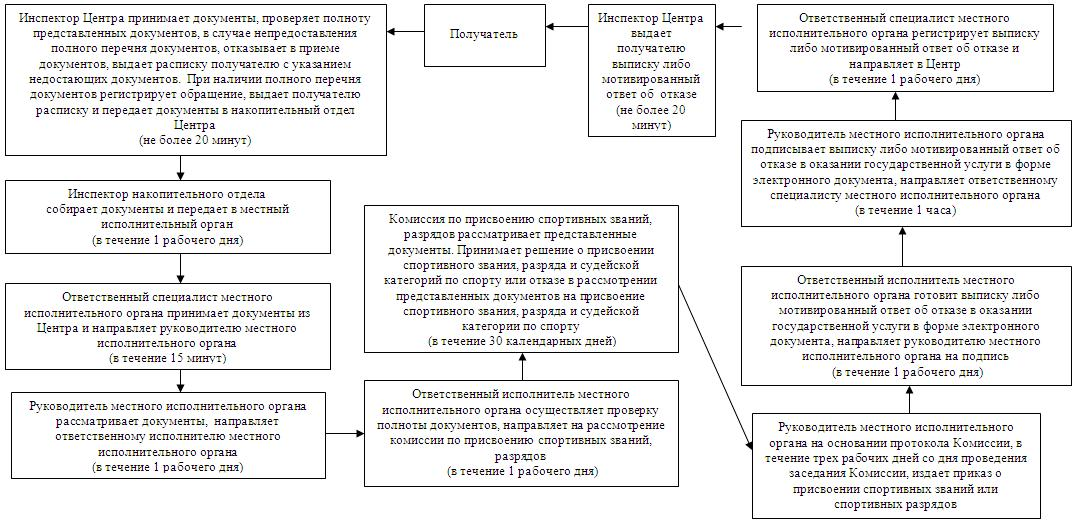 Инспектор Центра принимает документы, проверяет полноту
представленных документов, в случае непредоставления
полного перечня документов, отказывает в приеме
документов, выдает расписку получателю с указанием
недостающих документов. При наличии полного перечня
документов регистрирует обращение, выдает получателю
расписку и передает документы в накопительный отдел
Центра
(не более 20 минут)
Получатель
Инспектор Центра
выдает
получателю
выписку либо
мотивированный
ответ об отказе
(не более 20
минут)
Ответственный специалист местного
исполнительного органа регистрирует выписку
либо мотивированный ответ об отказе и
направляет в Центр
(в течение 1 рабочего дня)
Руководитель местного исполнительного органа
подписывает выписку либо мотивированный ответ об
отказе в оказании государственной услуги в форме
электронного документа, направляет ответственному
специалисту местного исполнительного органа
(в течение 1 часа)
Инспектор накопительного отдела
собирает документы и передает в местный
исполнительный орган
(в течение 1 рабочего дня)
Комиссия по присвоению спортивных званий,
разрядов рассматривает представленные
документы. Принимает решение о присвоении
спортивного звания, разряда и судейской
категорий по спорту или отказе в рассмотрении
представленных документов на присвоение
спортивного звания, разряда и судейской
категории по спорту
(в течение 30 календарных дней)
Ответственный исполнитель местного
исполнительного органа готовит выписку либо
мотивированный ответ об отказе в оказании
государственной услуги в форме электронного
документа, направляет руководителю местного
исполнительного органа на подпись
(в течение 1 рабочего дня)
Ответственный специалист местного
исполнительного органа принимает документы из
Центра и направляет руководителю местного
исполнительного органа
(в течение 15 минут)
Руководитель местного исполнительного органа
рассматривает документы, направляет
ответственному исполнителю местного
исполнительного органа
(в течение 1 рабочего дня)
Ответственный исполнитель местного
исполнительного органа осуществляет проверку
полноты документов, направляет на рассмотрение
комиссии по присвоению спортивных званий,
разрядов
(в течение 1 рабочего дня)
Руководитель местного исполнительного
органа на основании протокола Комиссии, в
течение трех рабочих дней со дня проведения
заседания Комиссии, издает приказ о
присвоении спортивных званий или
спортивных разрядов